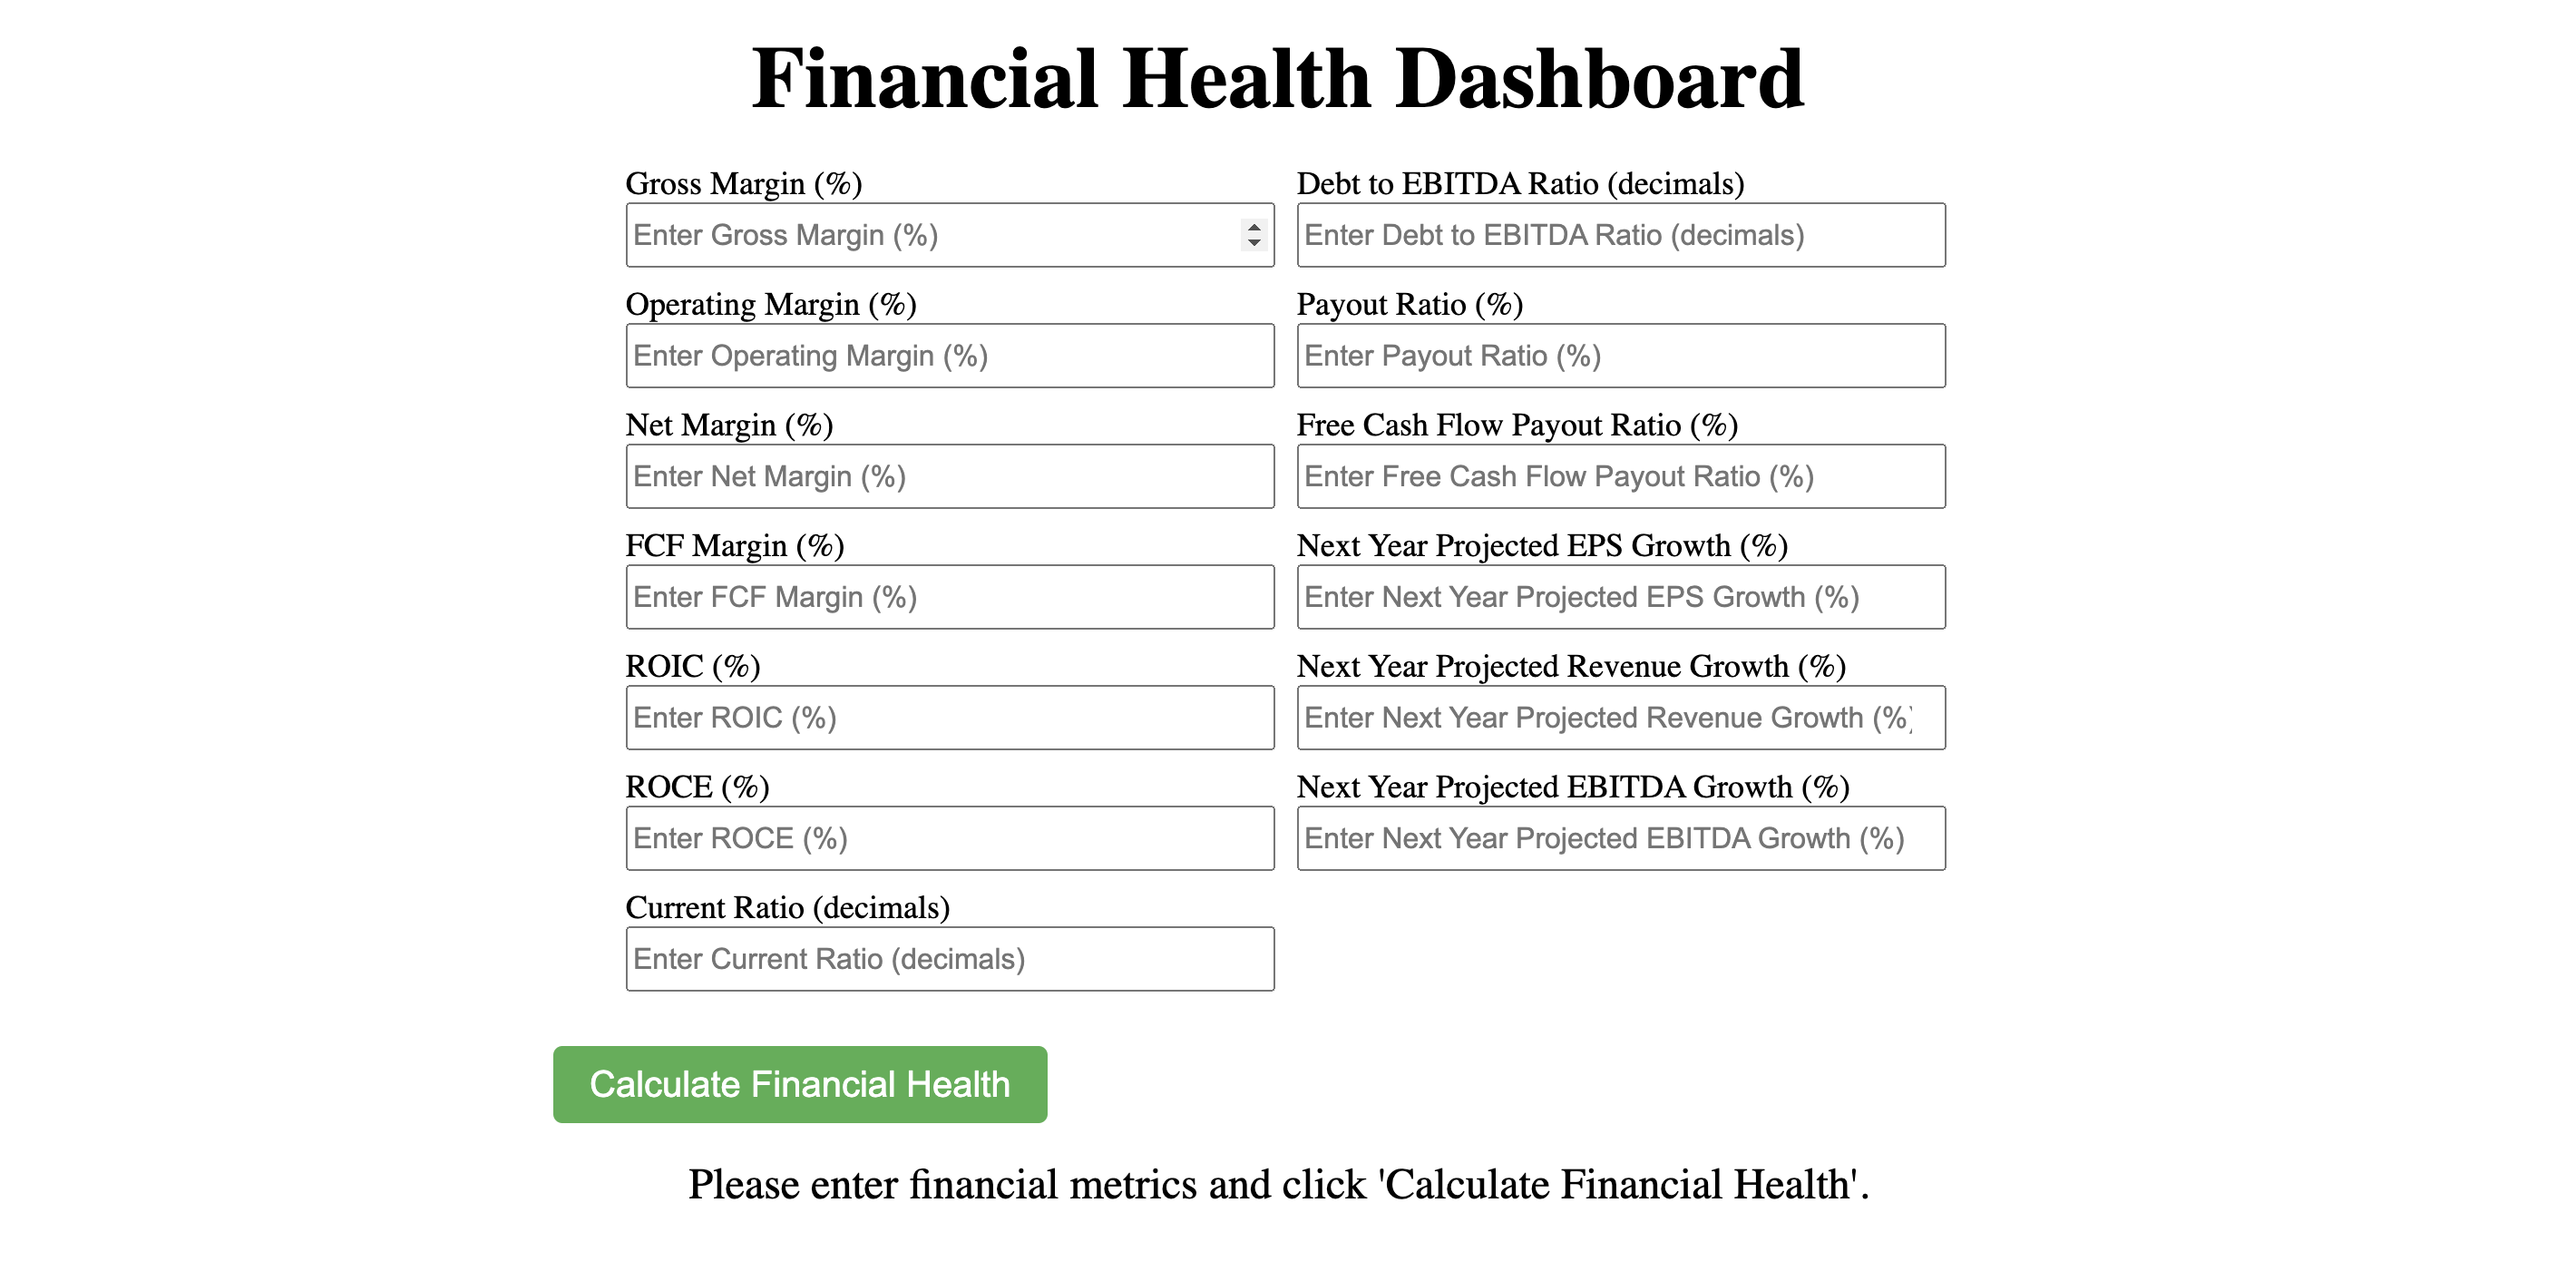 Financial Health Dashboard
Gross Margin (%)
Enter Gross Margin (%)
Operating Margin (%)
Enter Operating Margin (%)
Net Margin (%)
Enter Net Margin (%)
FCF Margin (%)
Enter FCF Margin (%)
ROIC (%)
Enter ROIC (%)
ROCE (%)
Enter ROCE (%)
Current Ratio (decimals)
Enter Current Ratio (decimals)
Debt to EBITDA Ratio (decimals)
Enter Debt to EBITDA Ratio (decimals)
Payout Ratio (%)
Enter Payout Ratio (%)
Free Cash Flow Payout Ratio (%)
Enter Free Cash Flow Payout Ratio (%)
Next Year Projected EPS Growth (%)
Enter Next Year Projected EPS Growth (%)
Next Year Projected Revenue Growth (%)
Enter Next Year Projected Revenue Growth (%)
Next Year Projected EBITDA Growth (%)
Enter Next Year Projected EBITDA Growth (%)
Calculate Financial Health
Please enter financial metrics and click 'Calculate Financial Health'.